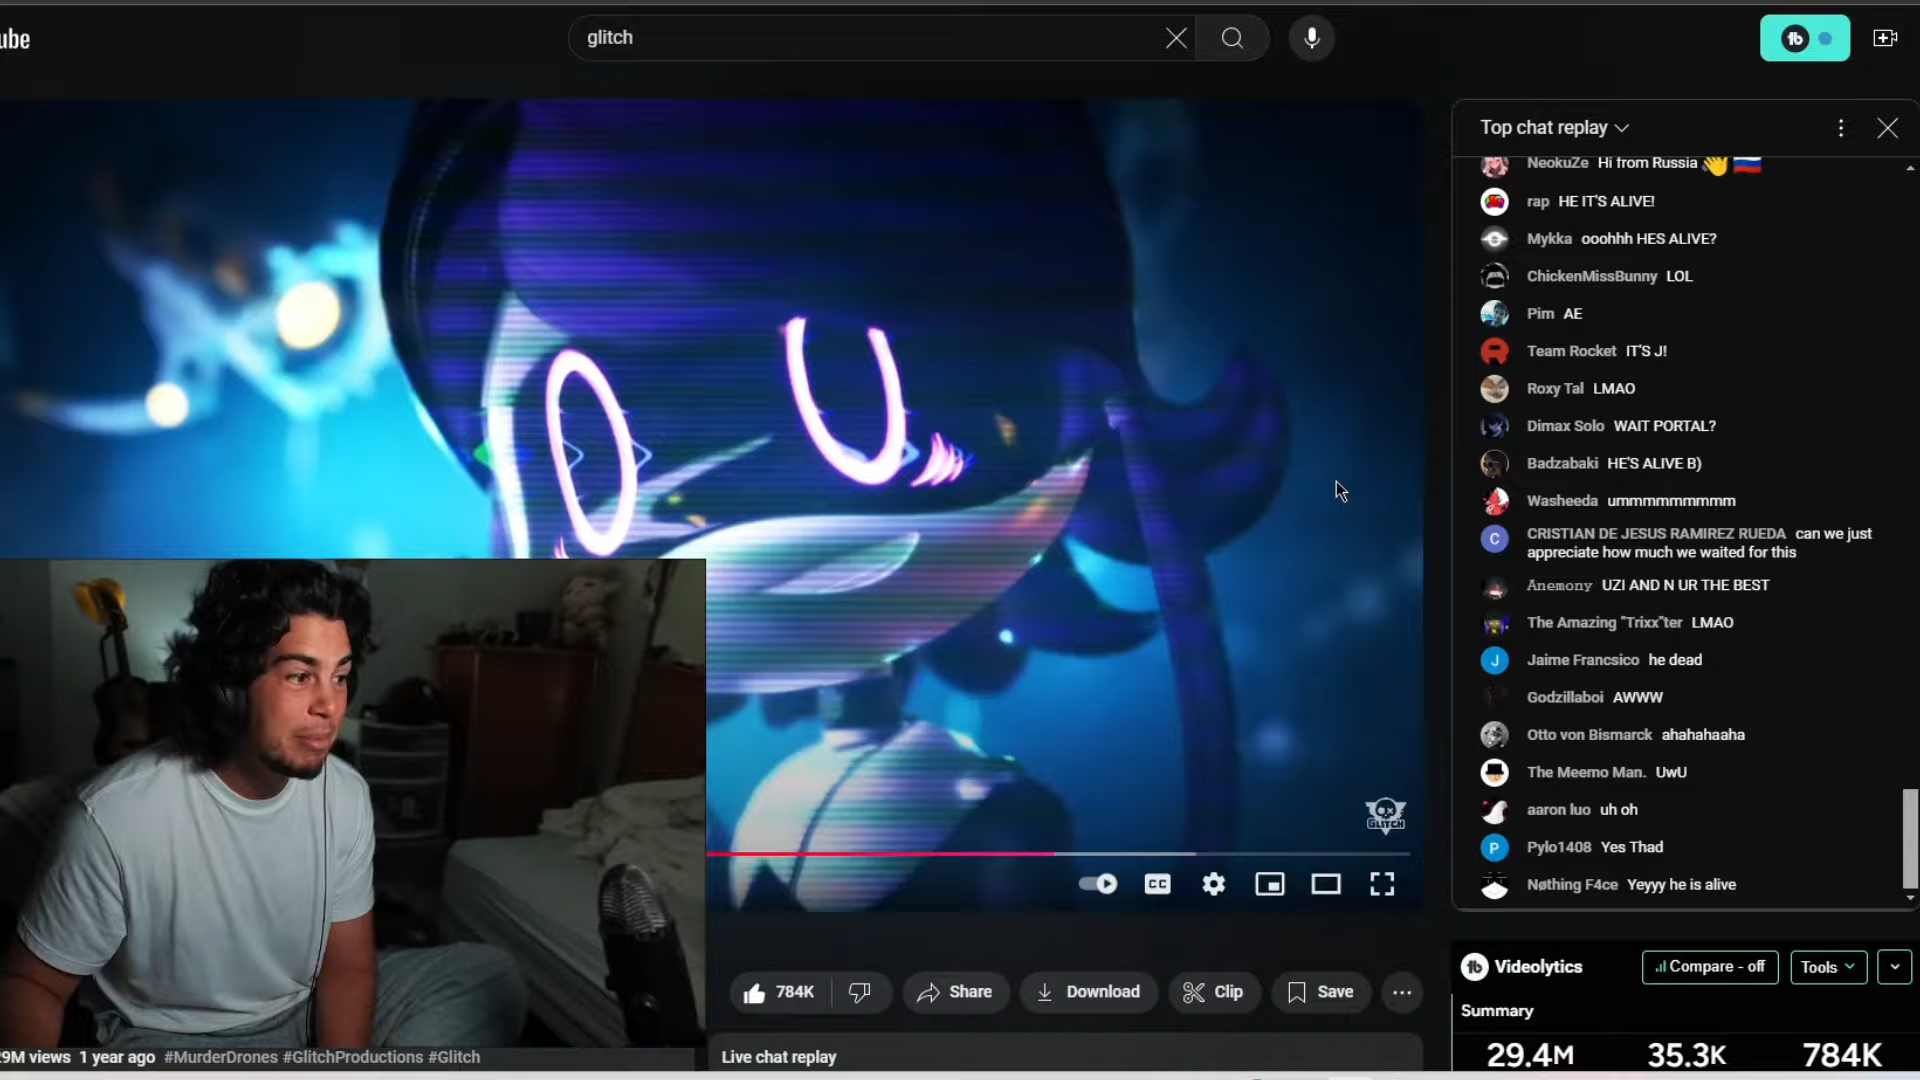 ube
glitch
Top chat replay
NeokuZe Hi from Russia
rap HE IT'S ALIVE!
Mykka ooohhh HES ALIVE?
ChickenMissBunny LOL
Pim AE
Team Rocket IT'S J!
Roxy Tal LMAO
Dimax Solo WAIT PORTAL?
Badzabaki HE'S ALIVE B)
Washeeda ummmmmmmmm
C
CRISTIAN DE JESUS RAMIREZ RUEDA can we just
appreciate how much we waited for this
Anemony UZI AND N UR THE BEST
The Amazing "Trixx"ter LMAO
J
Jaime Francsico he dead
Godzillaboi AWWW
Otto von Bismarck ahahahaaha
The Meemo Man. UwU
aaron luo uh oh
P
Pylo1408 Yes Thad
Nøthing F4ce Yeyyy he is alive
GLITCH
CC
784K
Share
Download
Clip
Save
29M views 1 year ago #MurderDrones #GlitchProductions #Glitch
Live chat replay
Videolytics
Compare - off
Tools
Summary
29.4M 35.3K 784K